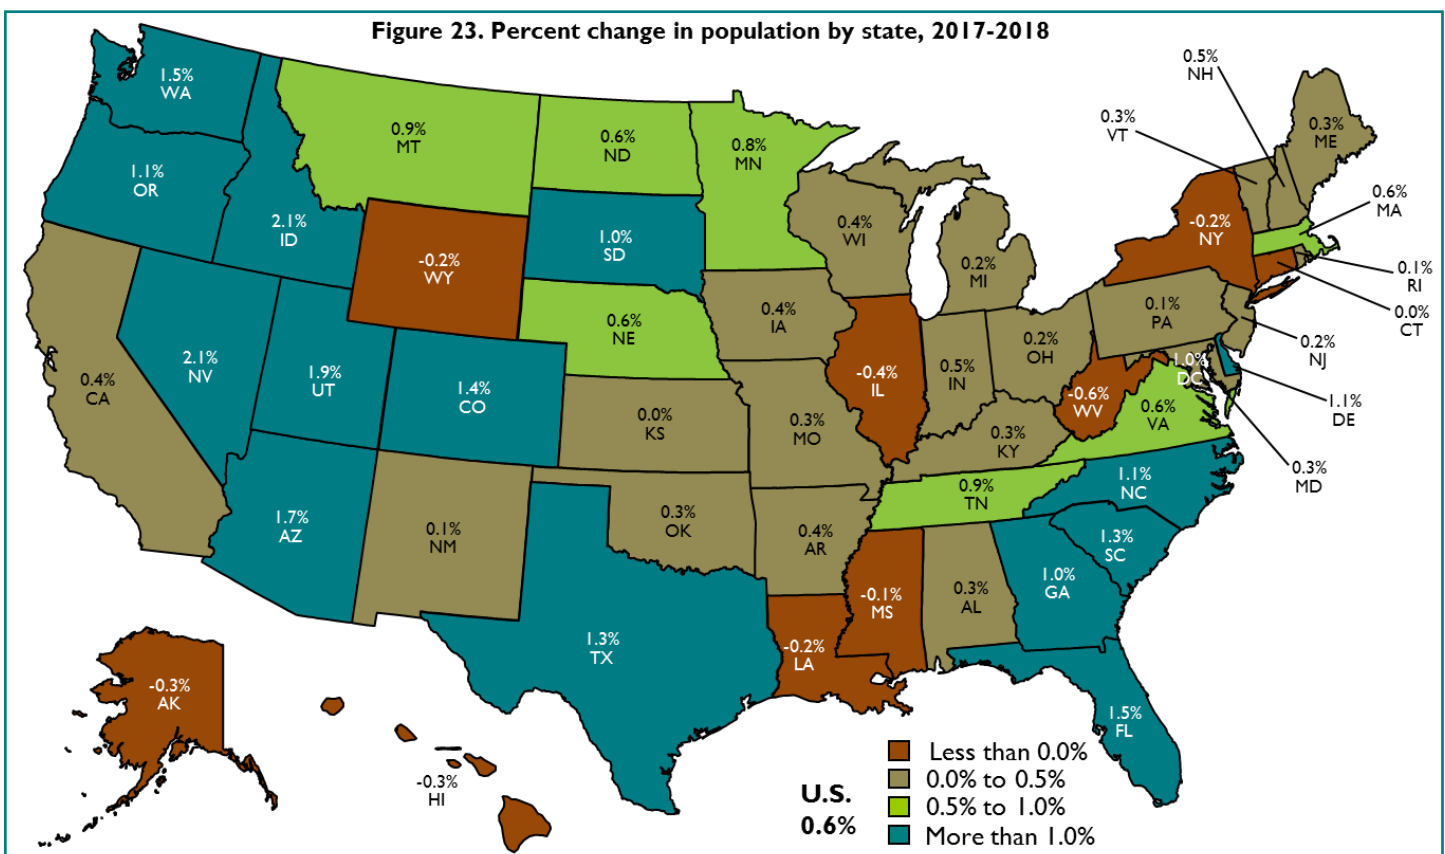 Figure 23. Percent change in population by state, 2017-2018
1.5%
WA
1.1%
OR
2.1%
ID
0.9%
MT
0.6%
ND
0.8%
MN
0.5%
NH
0.3%
VT
0.3%
ME
0.6%
MA
-0.2%
NY
0.1%
RI
0.0%
CT
0.2%
NJ
1.1%
DE
0.3%
MD
-0.2%
WY
1.0%
SD
0.4%
WI
0.2%
MI
0.1%
PA
0.4%
CA
2.1%
NV
1.9%
UT
1.4%
CO
0.6%
NE
0.4%
IA
-0.4%
IL
0.5%
IN
0.2%
OH
-0.6%
WV
1.0%
DC
0.6%
VA
0.0%
KS
0.3%
MO
0.3%
KY
0.9%
TN
1.1%
NC
1.3%
SC
1.7%
AZ
0.1%
NM
0.3%
OK
0.4%
AR
-0.1%
MS
0.3%
AL
1.0%
GA
1.3%
TX
-0.2%
LA
1.5%
FL
-0.3%
AK
-0.3%
HI
U.S.
0.6%
Less than 0.0%
0.0% to 0.5%
0.5% to 1.0%
More than 1.0%